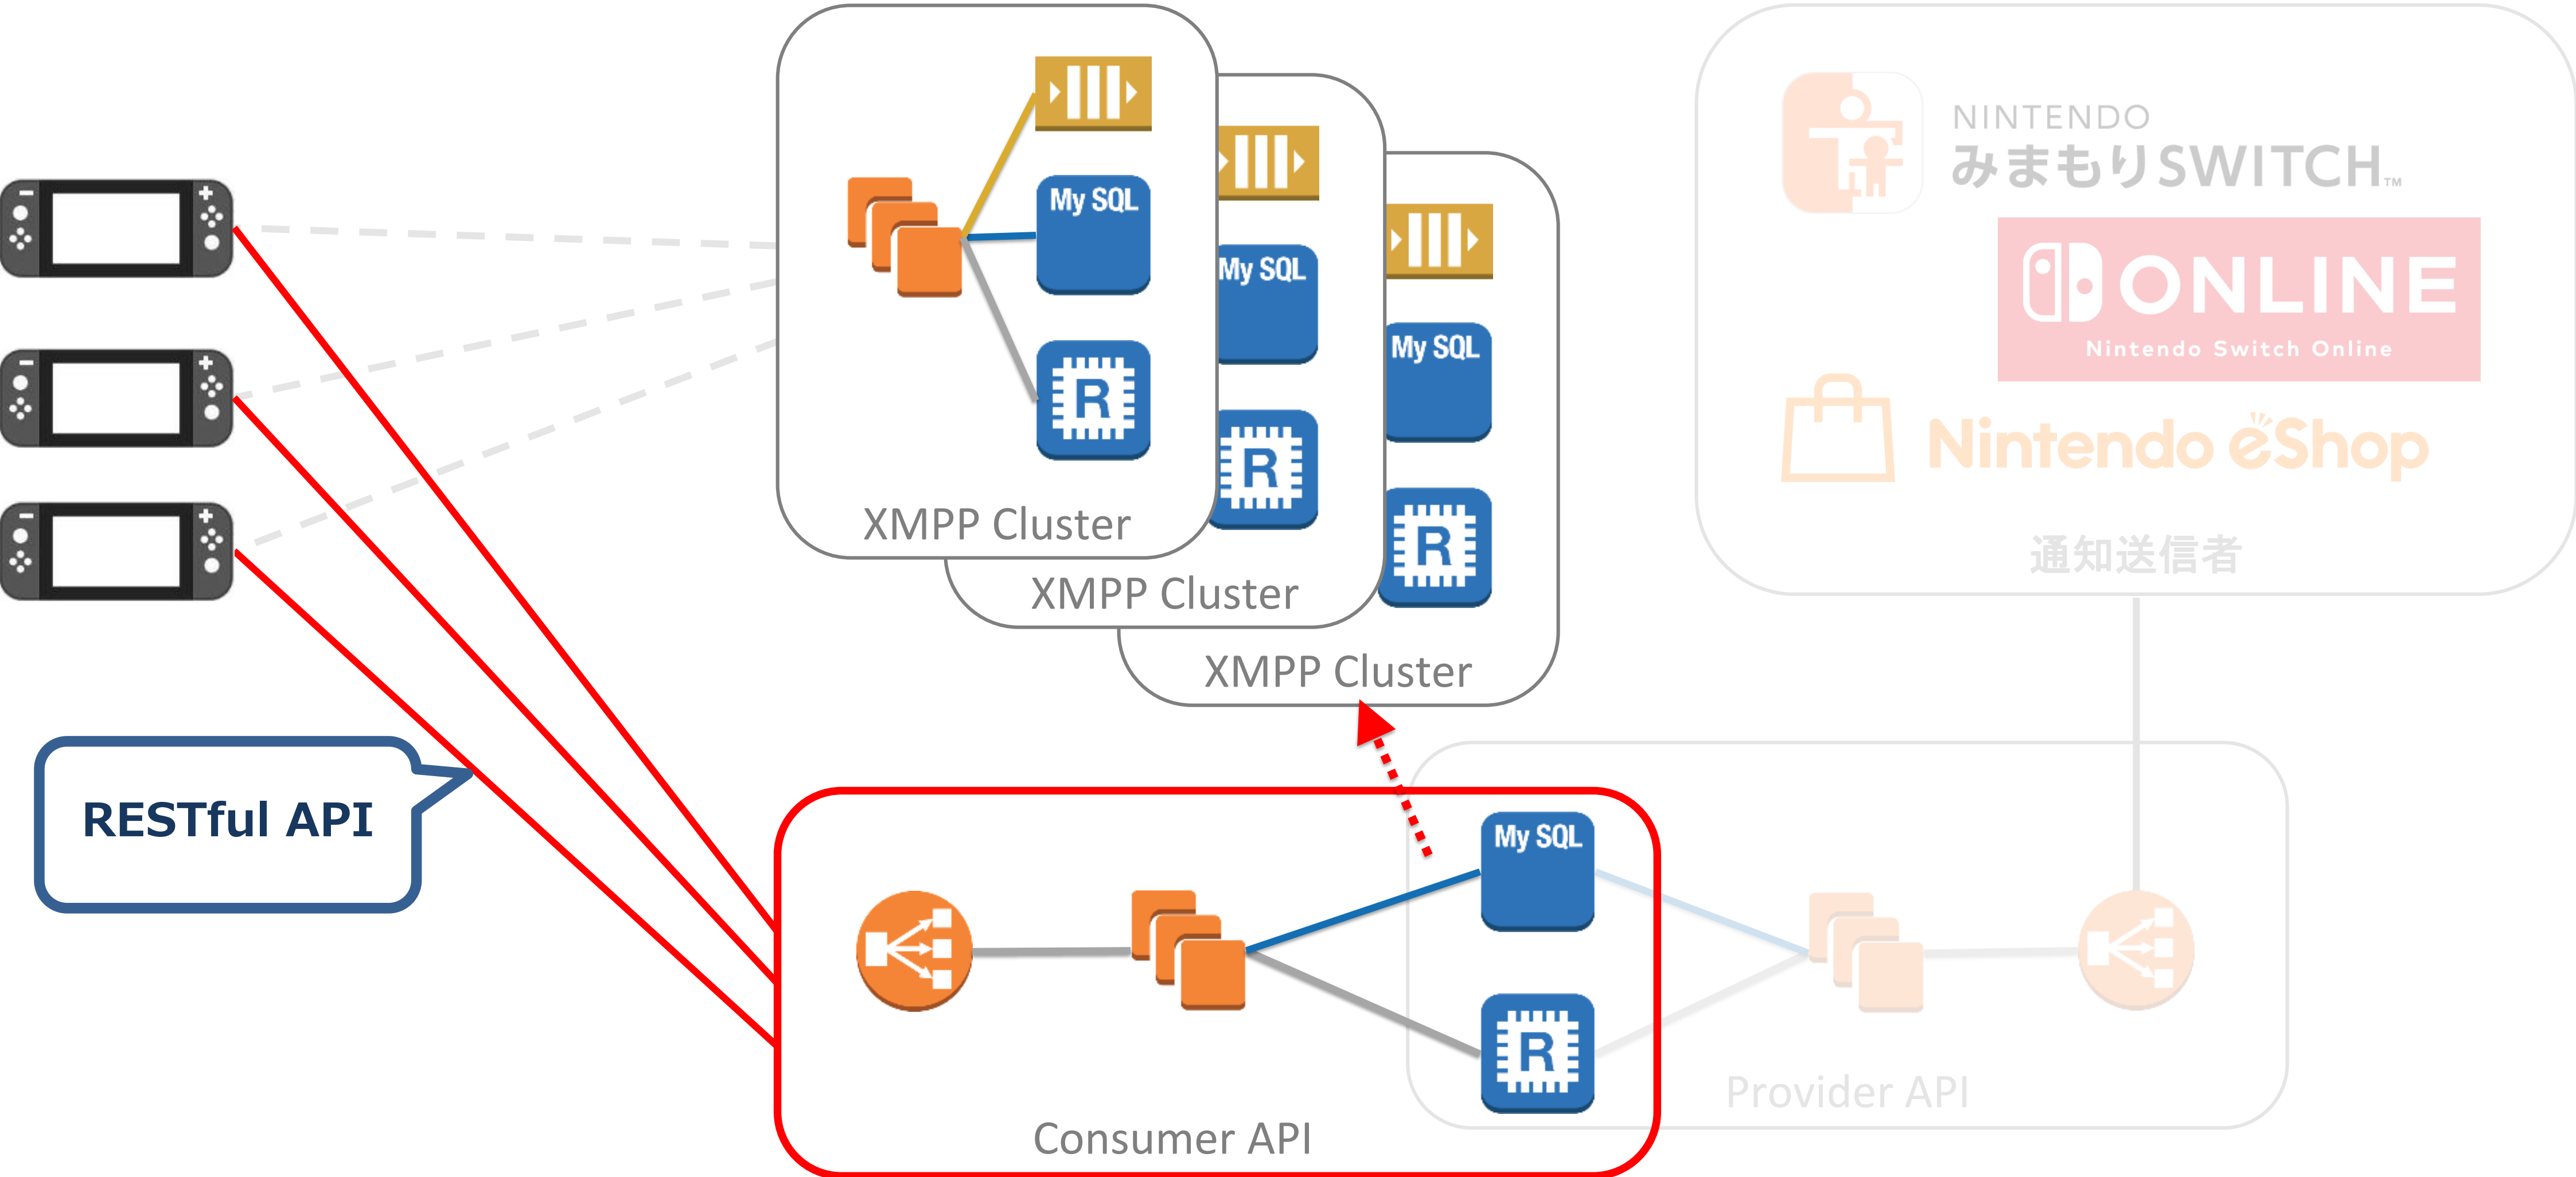 My SQL
R
XMPP Cluster
My SQL
R
XMPP Cluster
My SQL
R
XMPP Cluster
NINTENDO
みまもりSWITCH™
ONLINE
Nintendo Switch Online
Nintendo eShop
通知送信者
RESTful API
My SQL
R
Consumer API
Provider API